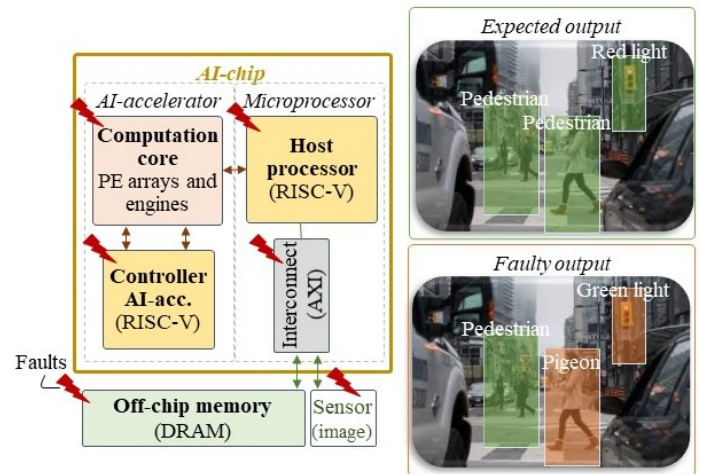 AI-chip
AI-accelerator
Microprocessor
Computation
core
PE arrays and
engines
Host
processor
(RISC-V)
Controller
AI-acc.
(RISC-V)
Interconnect
(AXI)
Faults
Off-chip memory
(DRAM)
Sensor
(image)
Expected output
Red light
Pedestrian
Pedestrian
Faulty output
Green light
Pedestrian
Pigeon